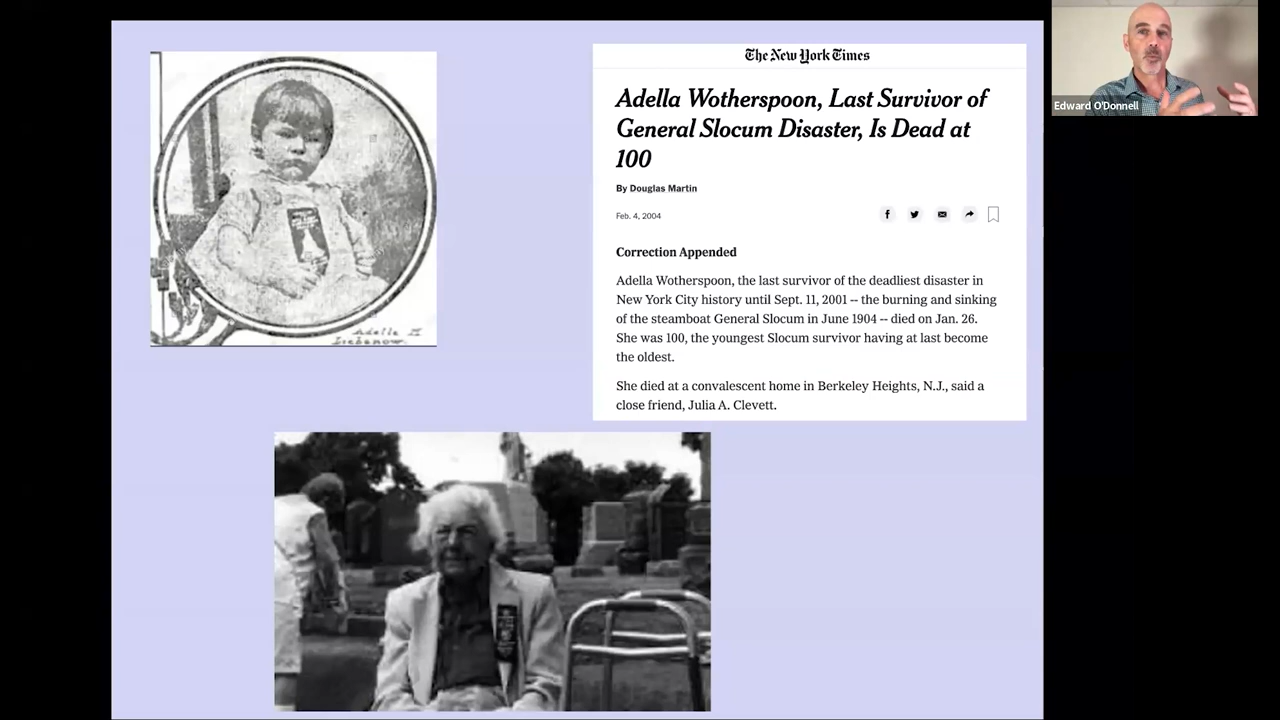 The New York Times
Adella Wotherspoon, Last Survivor of
General Slocum Disaster, Is Dead at
100
By Douglas Martin
Feb. 4, 2004
Correction Appended
Adella Wotherspoon, the last survivor of the deadliest disaster in
New York City history until Sept. 11, 2001 -- the burning and sinking
of the steamboat General Slocum in June 1904 -- died on Jan. 26.
She was 100, the youngest Slocum survivor having at last become
the oldest.
She died at a convalescent home in Berkeley Heights, N.J., said a
close friend, Julia A. Clevett.
Edward O'Donnell
Adella
Liebenow.